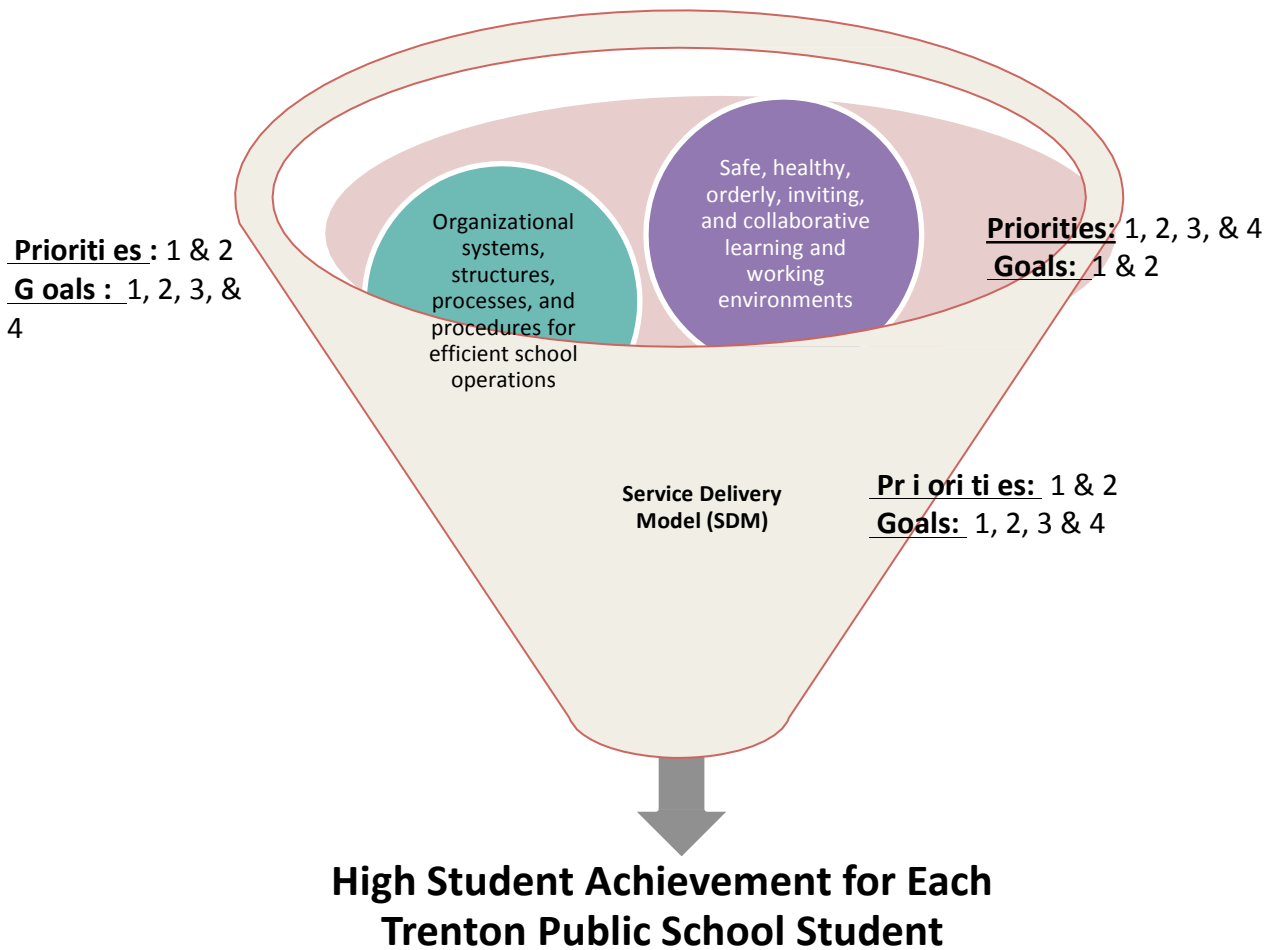 Safe, healthy,
orderly, inviting,
and collaborative
learning and
working
environments
Organizational
systems,
structures,
processes, and
procedures for
efficient school
operations
Prioriti es : 1 & 2
G oals : 1, 2, 3, &
4
Priorities: 1, 2, 3, & 4
Goals: 1 & 2
Service Delivery
Model (SDM)
Pr i ori ti es: 1 & 2
Goals: 1, 2, 3 & 4
High Student Achievement for Each
Trenton Public School Student